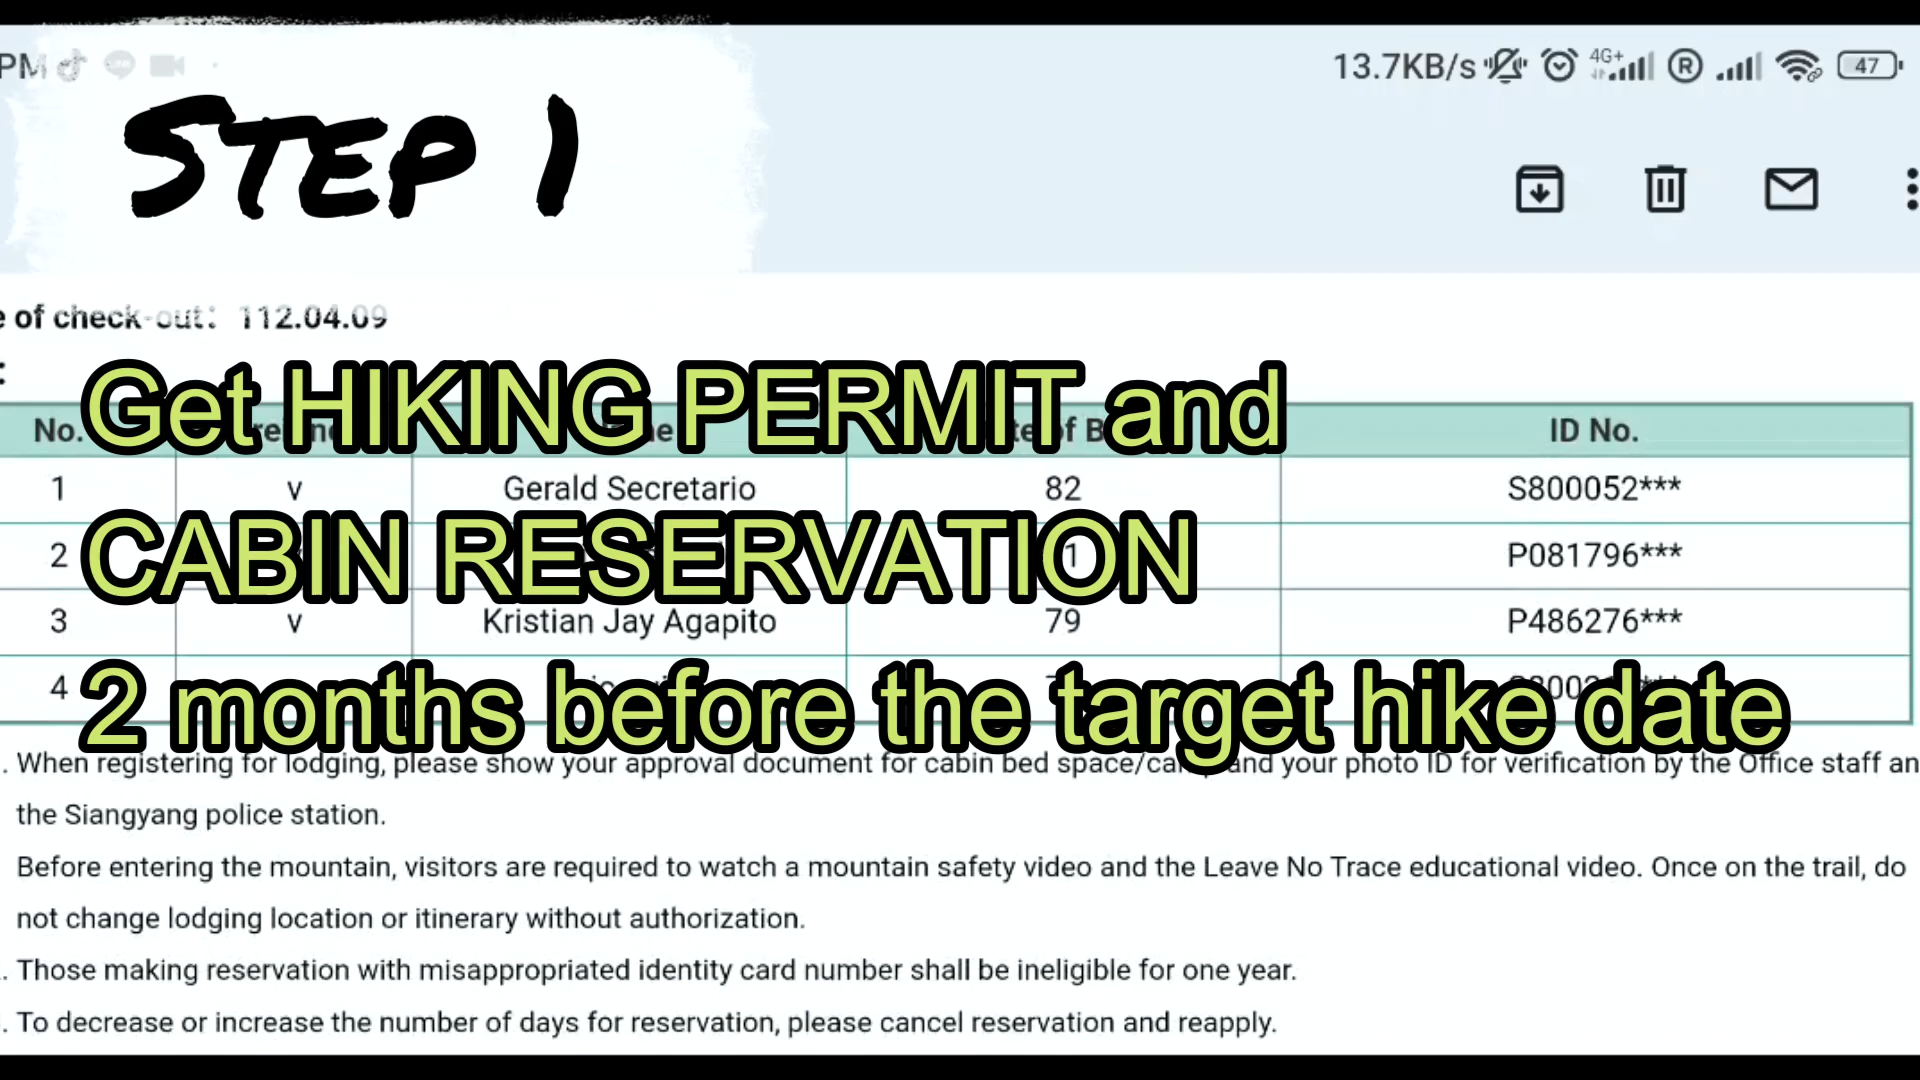 PM
13.7KB/s 4G+ R 47
STEP 1
e of check-out: 112.04.09
Get HIKING PERMIT and
No. ID No.
1 v Gerald Secretario 82 S800052***
CABIN RESERVATION
2 P081796***
3 v Kristian Jay Agapito 79 P486276***
4
2 months before the target hike date
. When registering for lodging, please show your approval document for cabin bed space/ and your photo ID for verification by the Office staff an
the Siangyang police station.
Before entering the mountain, visitors are required to watch a mountain safety video and the Leave No Trace educational video. Once on the trail, do
not change lodging location or itinerary without authorization.
. Those making reservation with misappropriated identity card number shall be ineligible for one year.
. To decrease or increase the number of days for reservation, please cancel reservation and reapply.